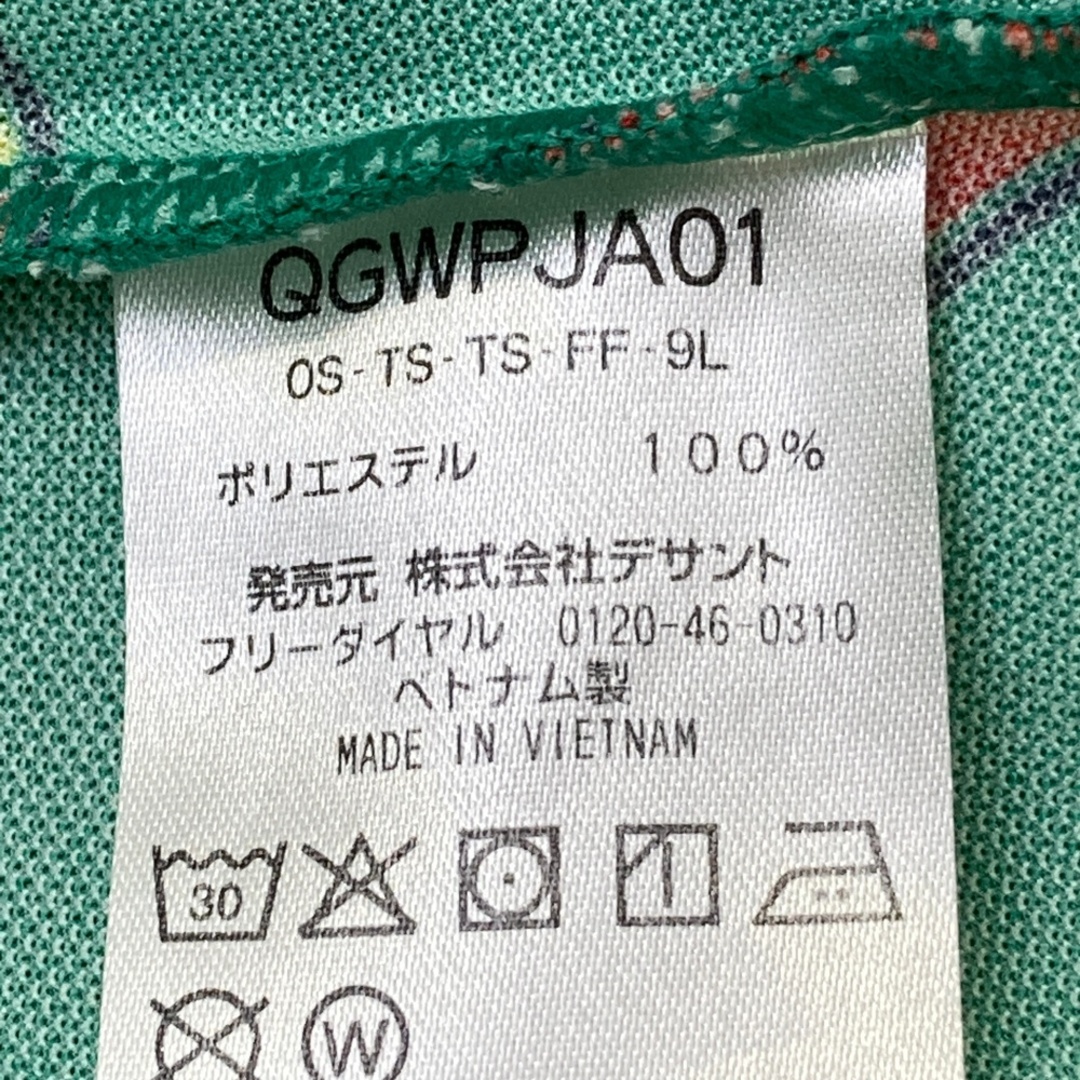 QGWPJA01
OS-TS-TS-FF-9L
ポリエステル 100%
発売元 株式会社デサント
フリーダイヤル 0120-46-0310
ベトナム製
MADE IN VIETNAM
30
W